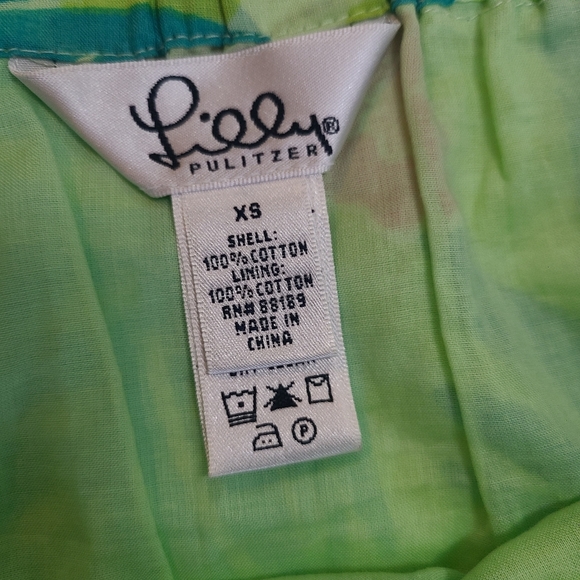 Lilly®
PULITZER
XS
SHELL:
100% COTTON
LINING:
100% COTTON
RN# 88189
MADE IN
CHINA
P